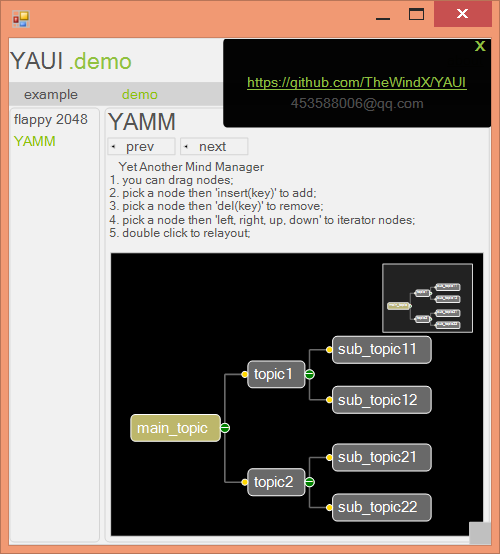 YAUI .demo
X
https://github.com/TheWindX/YAUI
453588006@qq.com
example
demo
flappy 2048
YAMM
YAMM
prev
next
Yet Another Mind Manager
1. you can drag nodes;
2. pick a node then 'insert(key)' to add;
3. pick a node then 'del(key)' to remove;
4. pick a node then 'left, right, up, down' to iterator nodes;
5. double click to relayout;
sub_topic11
topic1
sub_topic12
main_topic
sub_topic21
topic2
sub_topic22